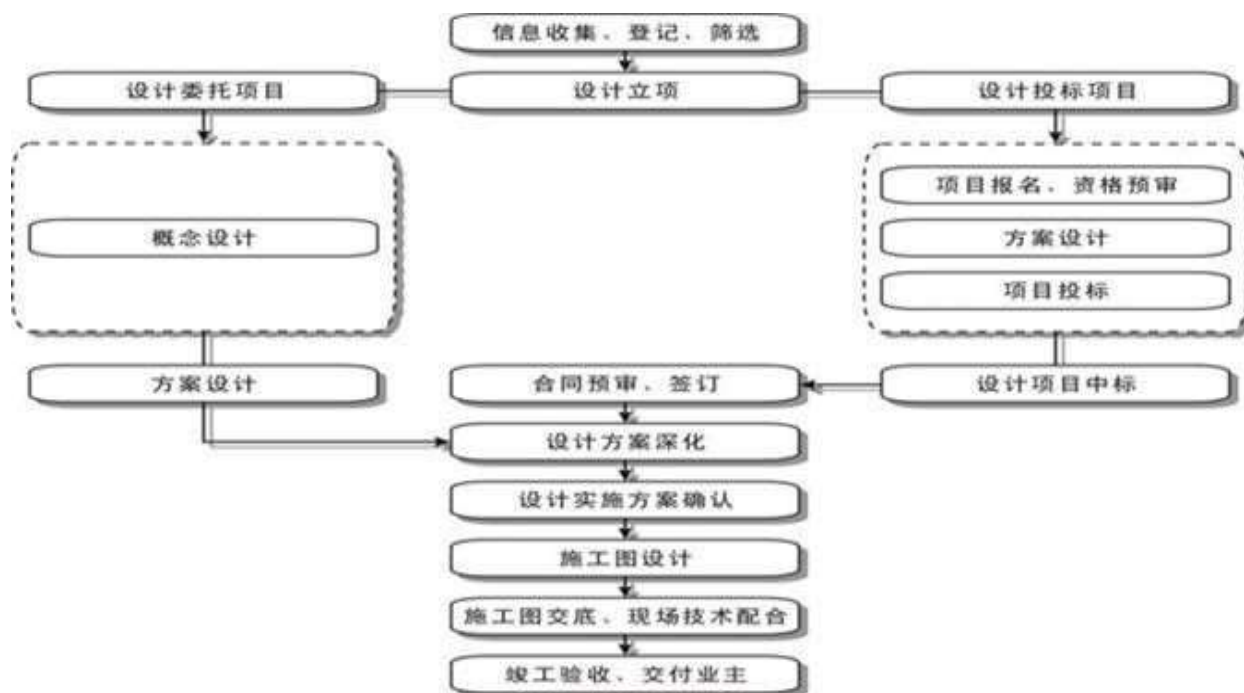 信息收集、登记、筛选
设计委托项目
设计立项
设计投标项目
项目报名、资格预审
概念设计
方案设计
项目投标
方案设计
合同预审、签订
设计项目中标
设计方案深化
设计实施方案确认
施工图设计
施工图交底、现场技术配合
竣工验收、交付业主